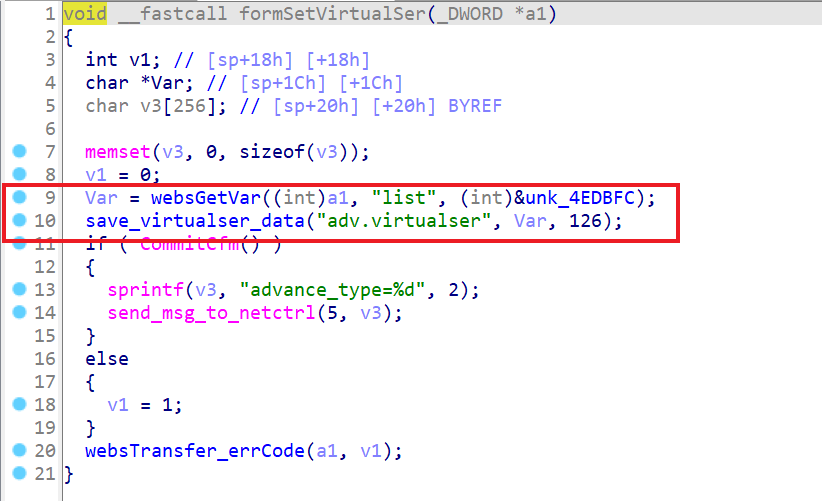 1 void __fastcall formSetVirtualSer(_DWORD *a1)
2 {
3 int v1; // [sp+18h] [+18h]
4 char *Var; // [sp+1Ch] [+1Ch]
5 char v3[256]; // [sp+20h] [+20h] BYREF
6
7 memset(v3, 0, sizeof(v3));
8 v1 = 0;
9 Var = websGetVar((int)a1, "list", (int)&unk_4EDBFC);
10 save_virtualser_data("adv.virtualser", Var, 126);
11 if ( CommitCfm() )
12 {
13 sprintf(v3, "advance_type=%d", 2);
14 send_msg_to_netctrl(5, v3);
15 }
16 else
17 {
18 v1 = 1;
19 }
20 websTransfer_errCode(a1, v1);
21 }